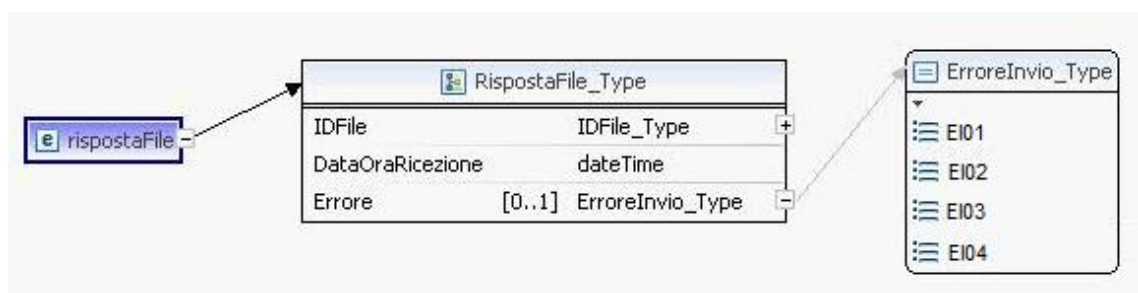 e rispostaFile
RispostaFile_Type
IDFile IDFile_Type
DataOraRicezione dateTime
Errore [0..1] ErroreInvio_Type
ErroreInvio_Type
EI01
EI02
EI03
EI04